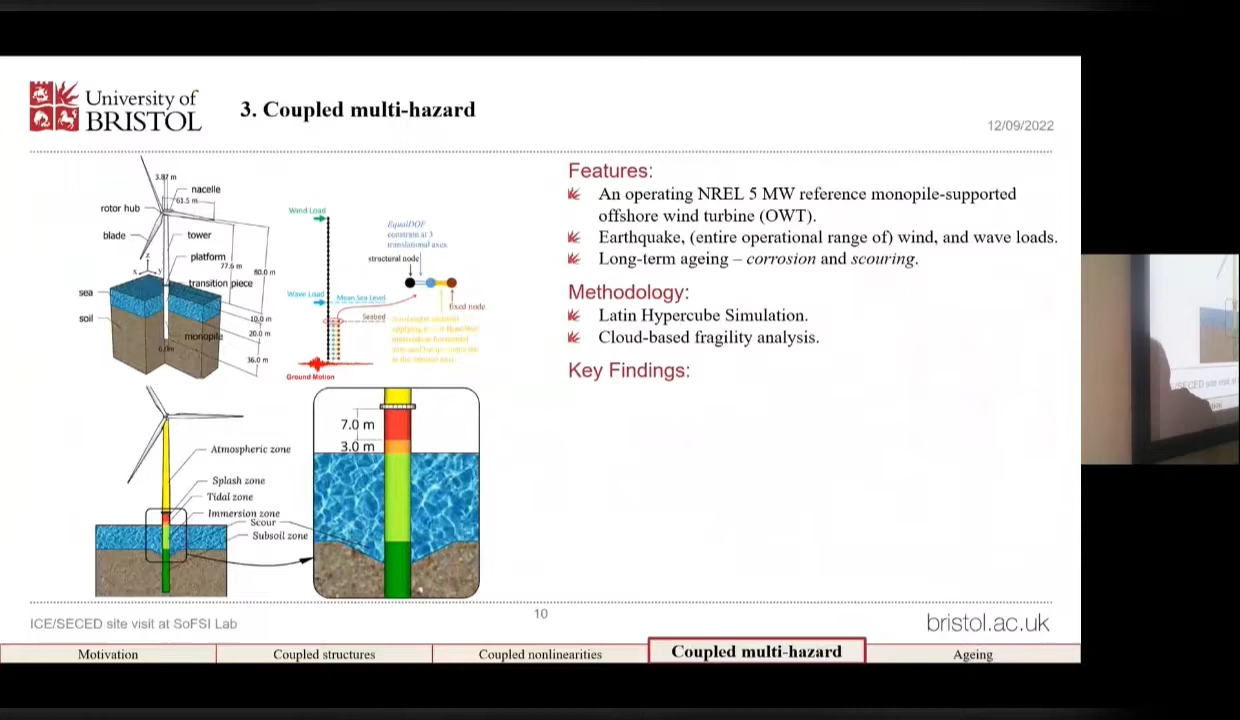 University of
BRISTOL
3. Coupled multi-hazard
12/09/2022
3.87 m
nacelle
61.5 m
rotor hub
blade
tower
platform
77.6 m
80.0 m
z
x
y
transition piece
sea
soil
10.0 m
20.0 m
monopile
36.0 m
Wind Load
EqualDOF
constrain at 3
translational axes
structural node
Wave Load
Mean Sea Level
fixed node
Seabed
Ground Motion
Atmospheric zone
Splash zone
Tidal zone
Immersion zone
Scour
Subsoil zone
7.0 m
3.0 m
Features:
An operating NREL 5 MW reference monopile-supported
offshore wind turbine (OWT).
Earthquake, (entire operational range of) wind, and wave loads.
Long-term ageing – corrosion and scouring.
Methodology:
Latin Hypercube Simulation.
Cloud-based fragility analysis.
Key Findings:
10
ICE/SECED site visit at SoFSI Lab
bristol.ac.uk
Motivation
Coupled structures
Coupled nonlinearities
Coupled multi-hazard
Ageing